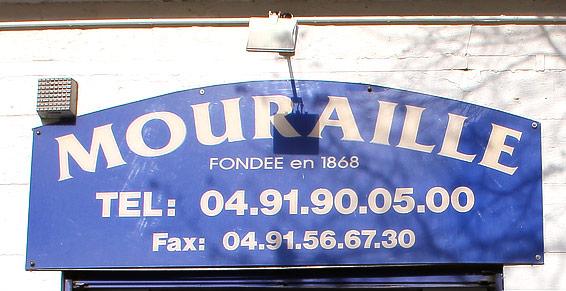 MOURAILLE
FONDEE en 1868
TEL: 04.91.90.05.00
Fax: 04.91.56.67.30